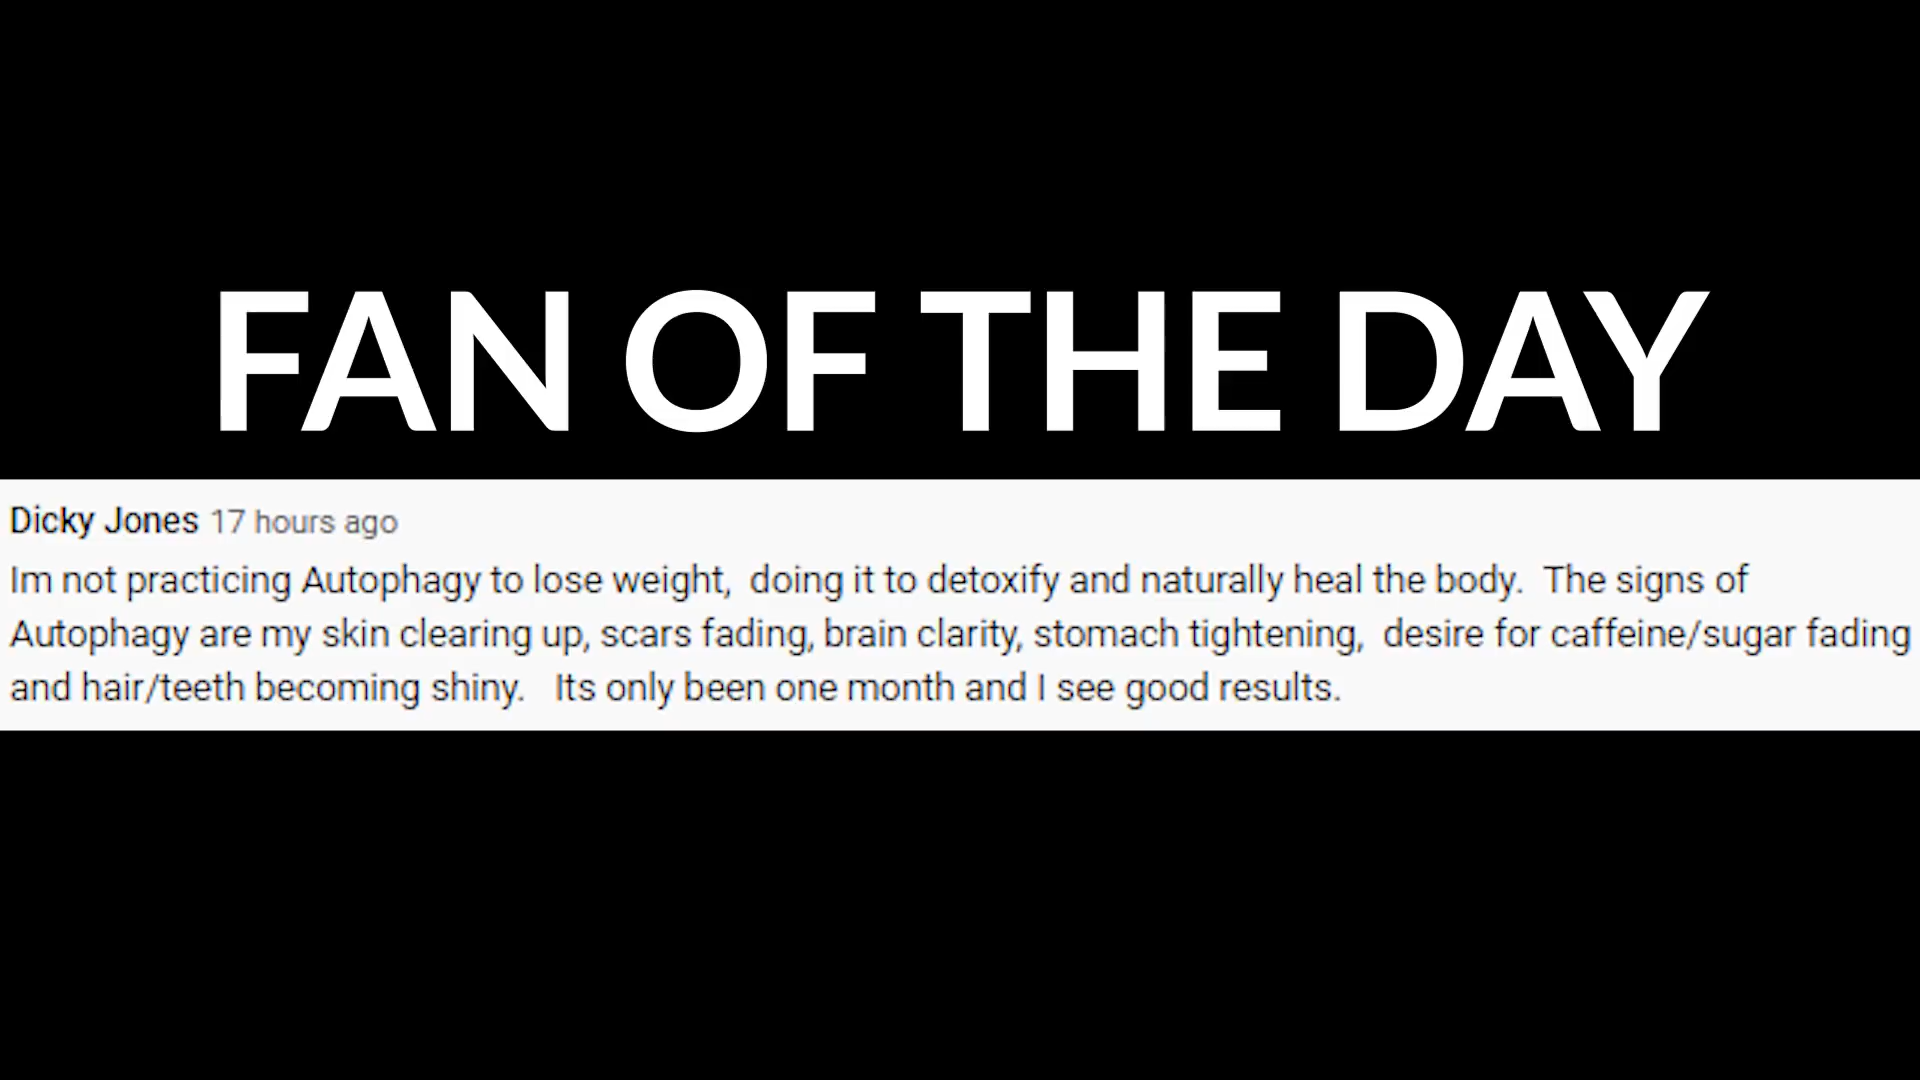 FAN OF THE DAY
Dicky Jones 17 hours ago
Im not practicing Autophagy to lose weight,  doing it to detoxify and naturally heal the body.  The signs of
Autophagy are my skin clearing up, scars fading, brain clarity, stomach tightening,  desire for caffeine/sugar fading
and hair/teeth becoming shiny.   Its only been one month and I see good results.